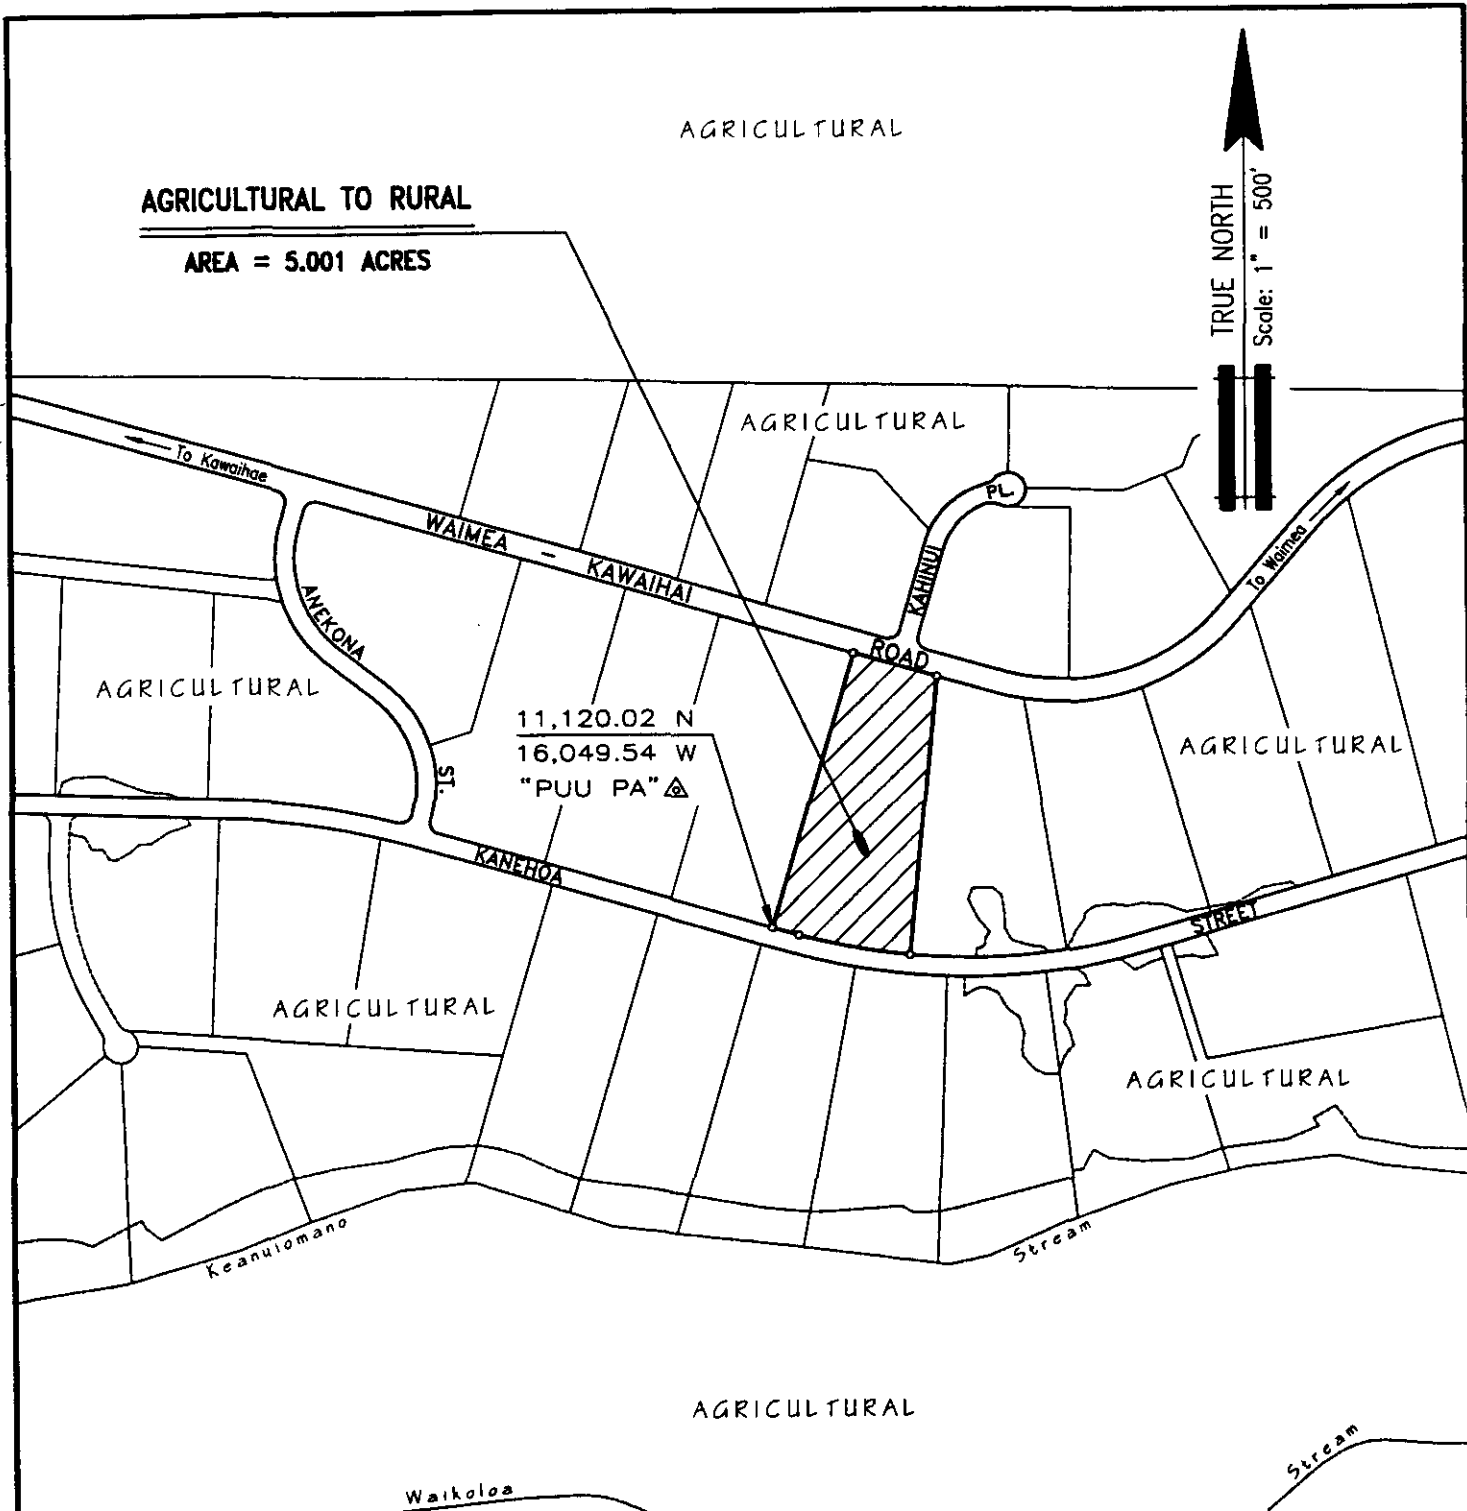 AGRICULTURAL
AGRICULTURAL TO RURAL
AREA = 5.001 ACRES
TRUE NORTH
Scale: 1" = 500'
AGRICULTURAL
To Kawaihae
PL.
WAIMEA - KAWAIHAI ROAD
KAHINUI
To Waimea
ANEKONA ST.
AGRICULTURAL
11,120.02 N
16,049.54 W
"PUU PA"
AGRICULTURAL
KANEHOA STREET
AGRICULTURAL
AGRICULTURAL
Keanuiomano Stream
AGRICULTURAL
Waikoloa Stream